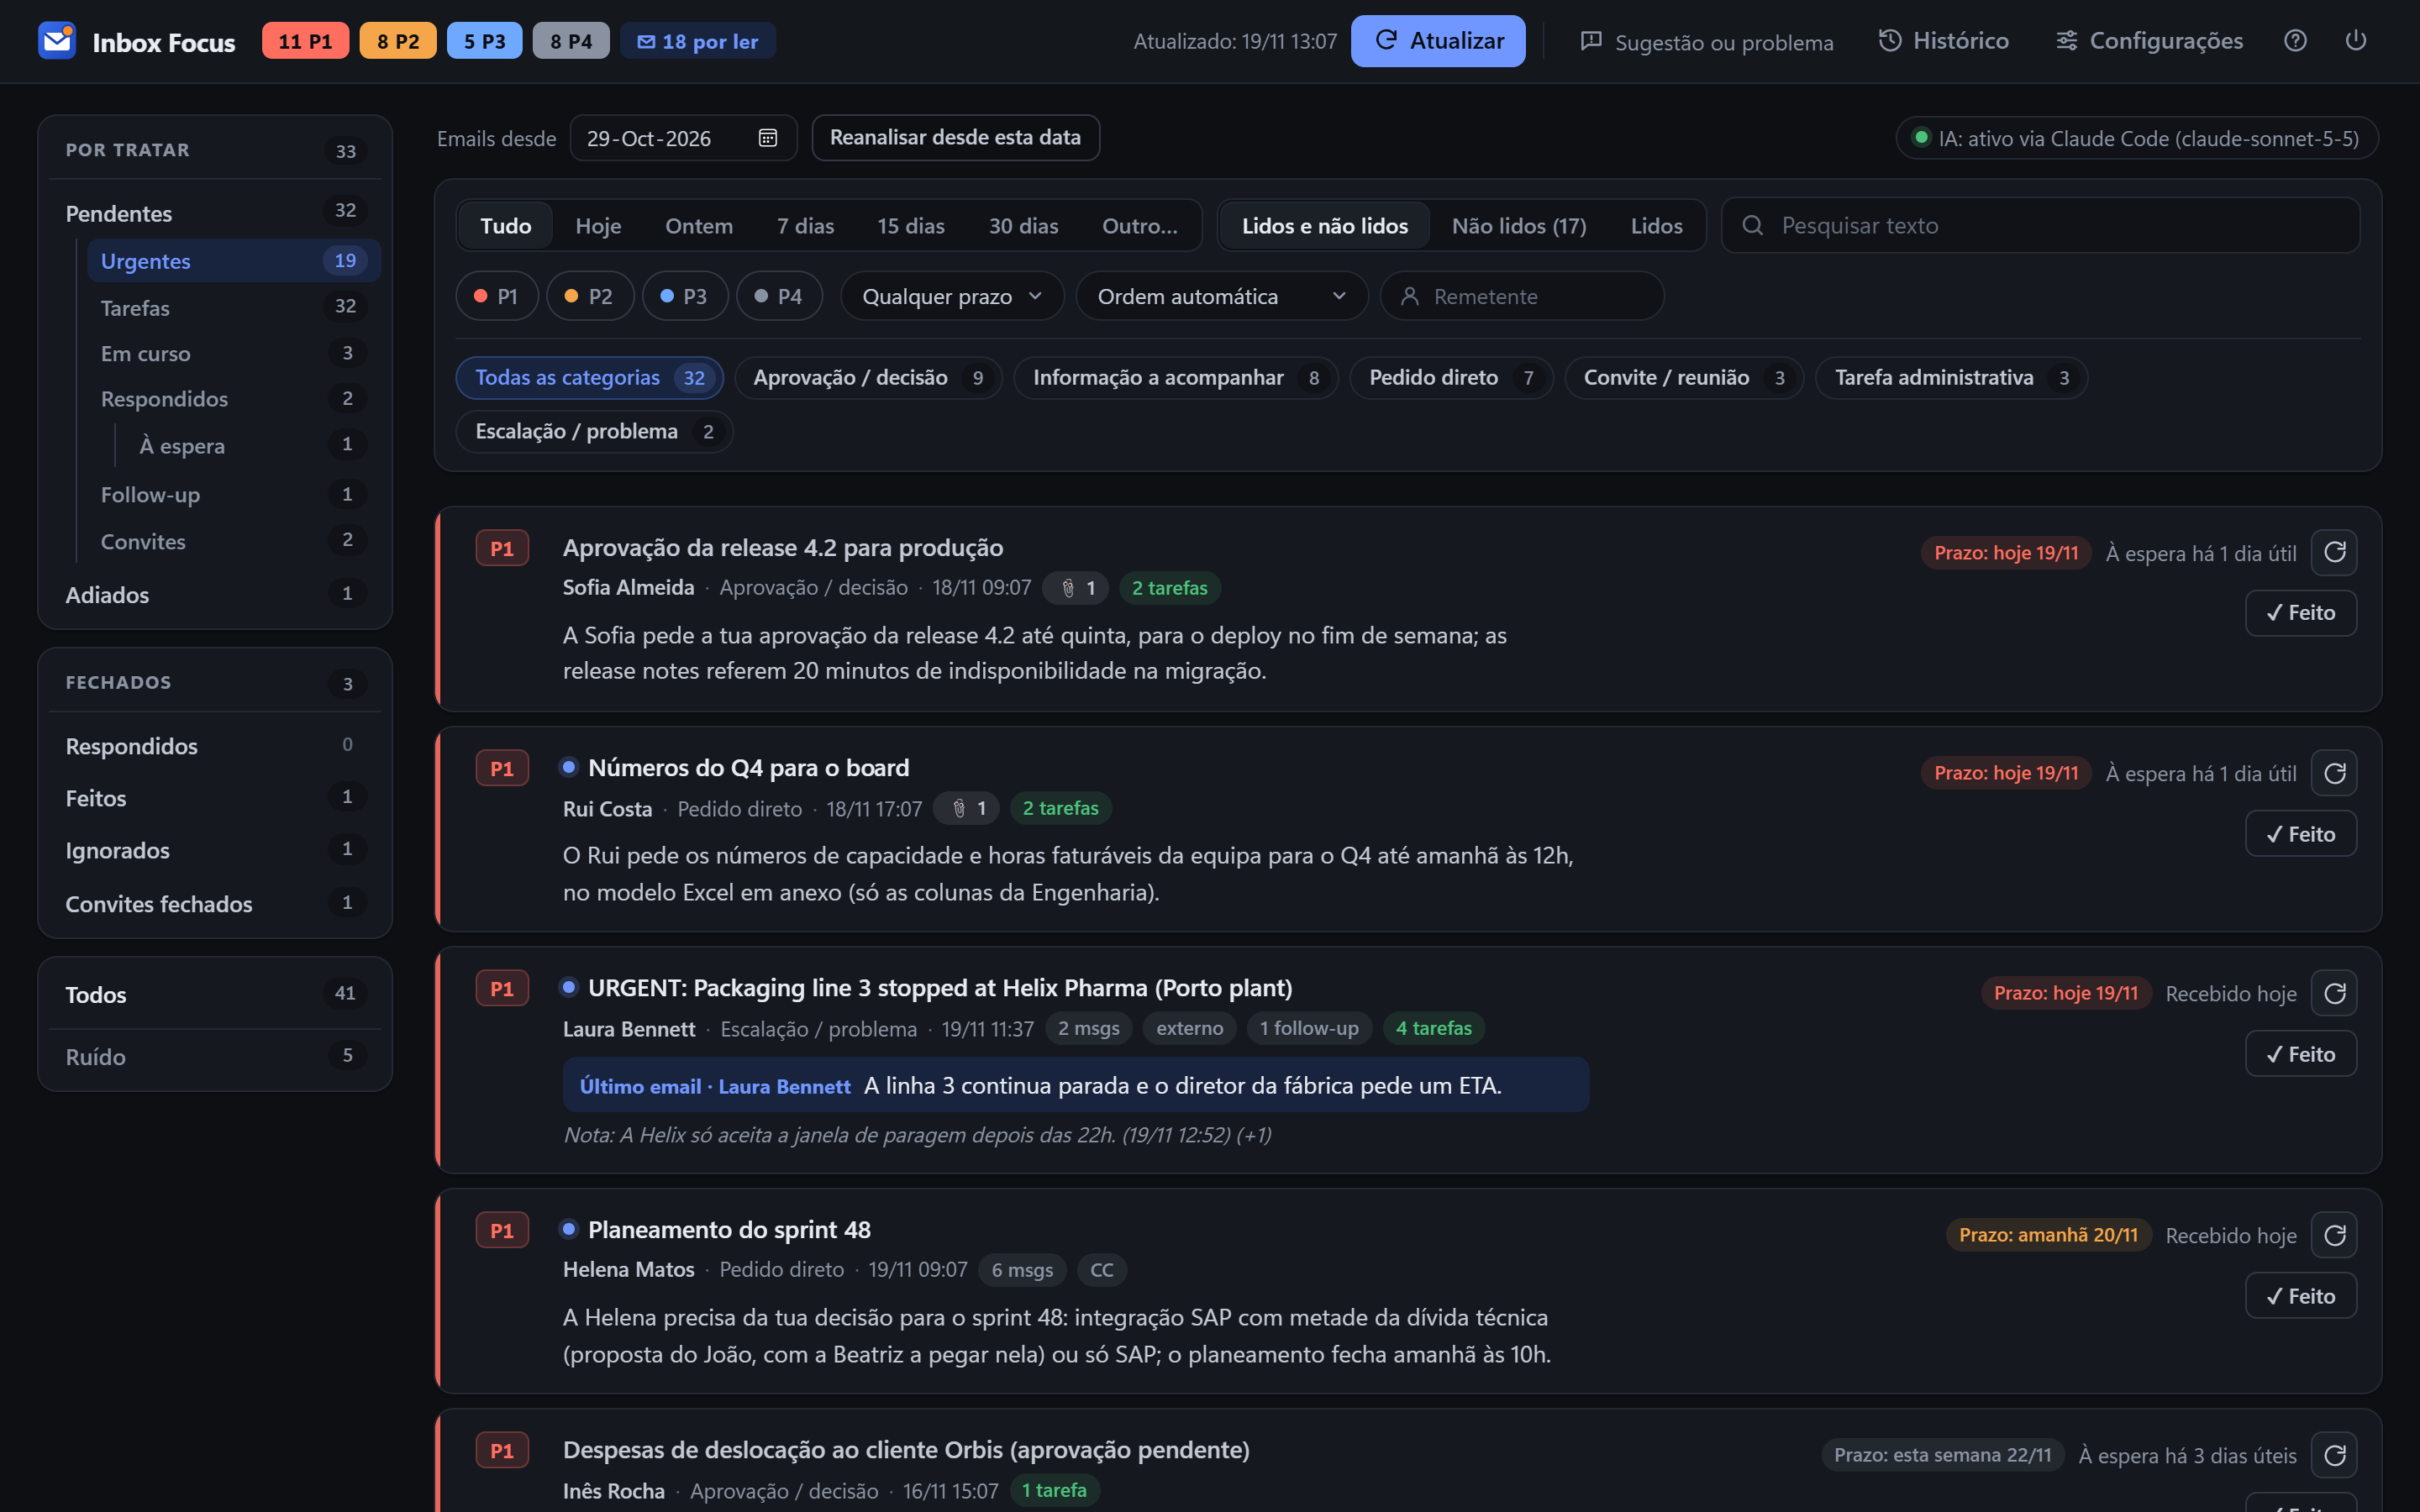 Inbox Focus 11 P1 8 P2 5 P3 8 P4 18 por ler Atualizado: 19/11 13:07 Atualizar Sugestão ou problema Histórico Configurações
POR TRATAR 33
Pendentes 32
Urgentes 19
Tarefas 32
Em curso 3
Respondidos 2
À espera 1
Follow-up 1
Convites 2
Adiados 1
FECHADOS 3
Respondidos 0
Feitos 1
Ignorados 1
Convites fechados 1
Todos 41
Ruído 5
Emails desde 29-Oct-2026 Reanalisar desde esta data IA: ativo via Claude Code (claude-sonnet-5-5)
Tudo Hoje Ontem 7 dias 15 dias 30 dias Outro... Lidos e não lidos Não lidos (17) Lidos Pesquisar texto
P1 P2 P3 P4 Qualquer prazo Ordem automática Remetente
Todas as categorias 32 Aprovação / decisão 9 Informação a acompanhar 8 Pedido direto 7 Convite / reunião 3 Tarefa administrativa 3
Escalação / problema 2
P1 Aprovação da release 4.2 para produção Prazo: hoje 19/11 À espera há 1 dia útil
Sofia Almeida · Aprovação / decisão · 18/11 09:07 1 2 tarefas
✓ Feito
A Sofia pede a tua aprovação da release 4.2 até quinta, para o deploy no fim de semana; as
release notes referem 20 minutos de indisponibilidade na migração.
P1 Números do Q4 para o board Prazo: hoje 19/11 À espera há 1 dia útil
Rui Costa · Pedido direto · 18/11 17:07 1 2 tarefas
✓ Feito
O Rui pede os números de capacidade e horas faturáveis da equipa para o Q4 até amanhã às 12h,
no modelo Excel em anexo (só as colunas da Engenharia).
P1 URGENT: Packaging line 3 stopped at Helix Pharma (Porto plant) Prazo: hoje 19/11 Recebido hoje
Laura Bennett · Escalação / problema · 19/11 11:37 2 msgs externo 1 follow-up 4 tarefas
✓ Feito
Último email · Laura Bennett A linha 3 continua parada e o diretor da fábrica pede um ETA.
Nota: A Helix só aceita a janela de paragem depois das 22h. (19/11 12:52) (+1)
P1 Planeamento do sprint 48 Prazo: amanhã 20/11 Recebido hoje
Helena Matos · Pedido direto · 19/11 09:07 6 msgs CC
✓ Feito
A Helena precisa da tua decisão para o sprint 48: integração SAP com metade da dívida técnica
(proposta do João, com a Beatriz a pegar nela) ou só SAP; o planeamento fecha amanhã às 10h.
P1 Despesas de deslocação ao cliente Orbis (aprovação pendente) Prazo: esta semana 22/11 À espera há 3 dias úteis
Inês Rocha · Aprovação / decisão · 16/11 15:07 1 tarefa